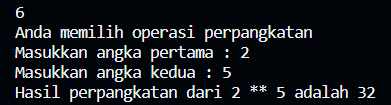 6
Anda memilih operasi perpangkatan
Masukkan angka pertama : 2
Masukkan angka kedua : 5
Hasil perpangkatan dari 2 ** 5 adalah 32